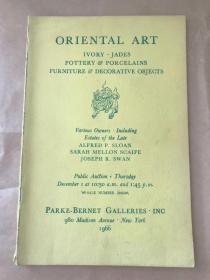 ORIENTAL ART
IVORY · JADES
POTTERY & PORCELAINS
FURNITURE & DECORATIVE OBJECTS
Various Owners · Including
Estates of the Late
ALFRED P. SLOAN
SARAH MELLON SCAIFE
JOSEPH R. SWAN
Public Auction · Thursday
December 1 at 10:30 a.m. and 1:45 p.m.
SALE NUMBER
PARKE-BERNET GALLERIES · INC
980 Madison Avenue · New York
1966